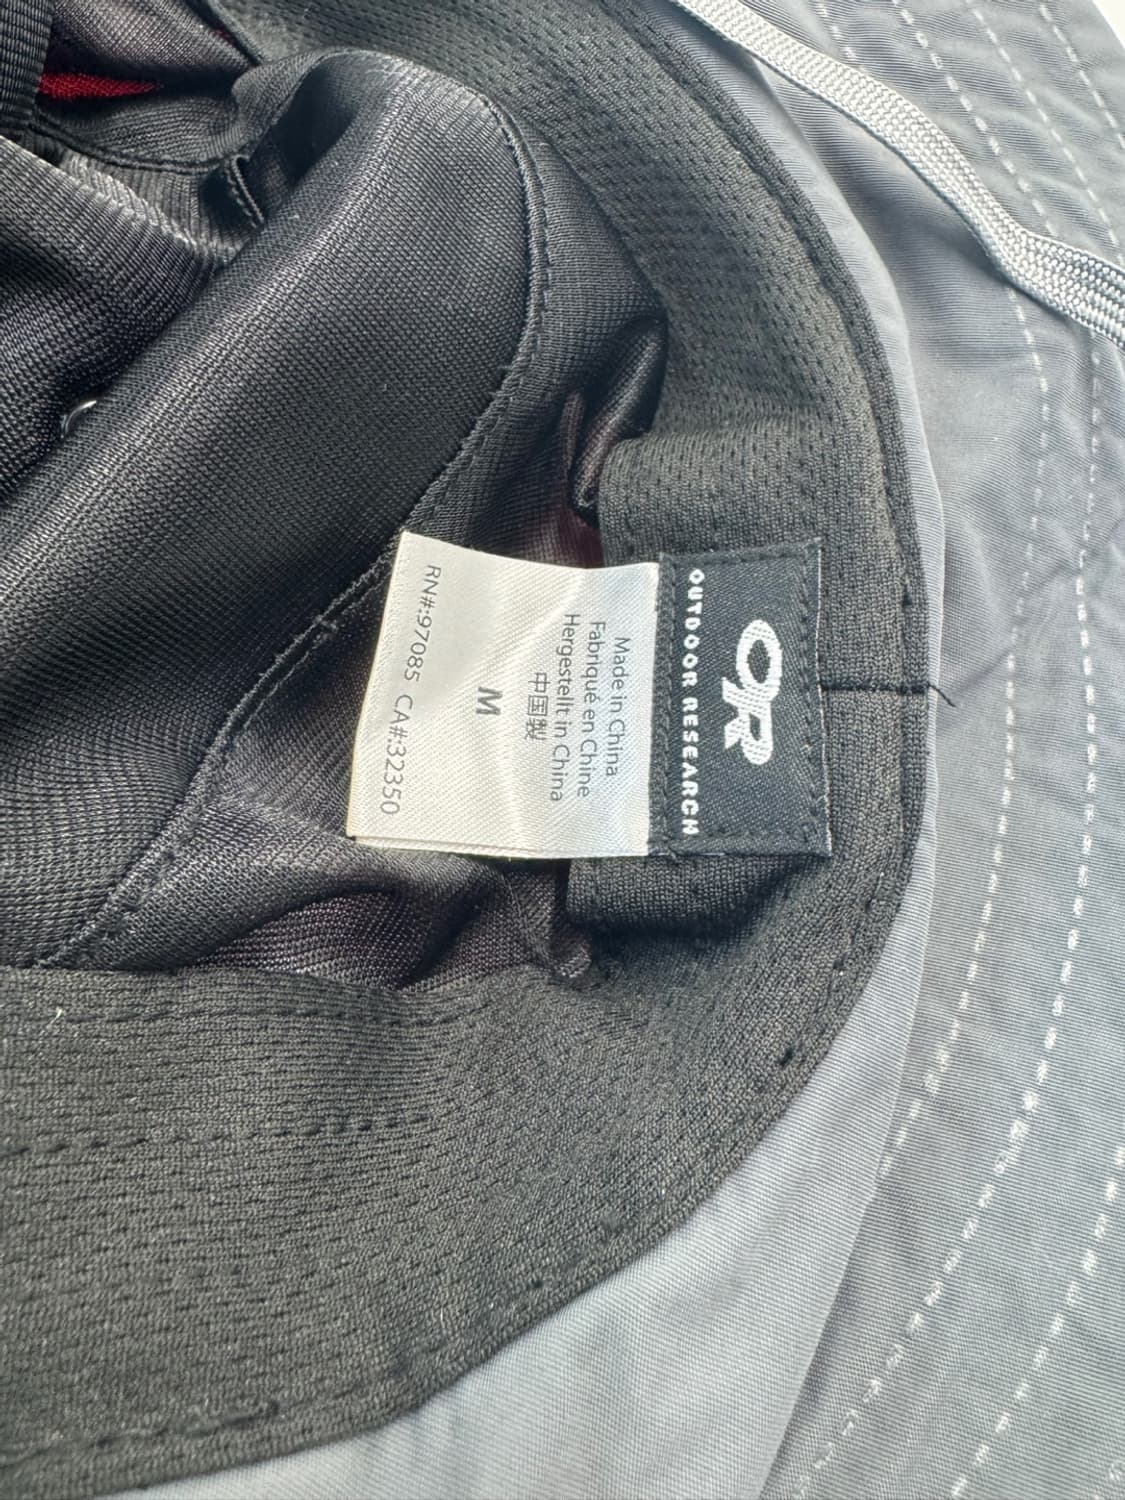 OR
OUTDOOR RESEARCH
Made in China
Fabriqué en Chine
Hergestellt in China
中国製
M
RN#:97085 CA#:32350